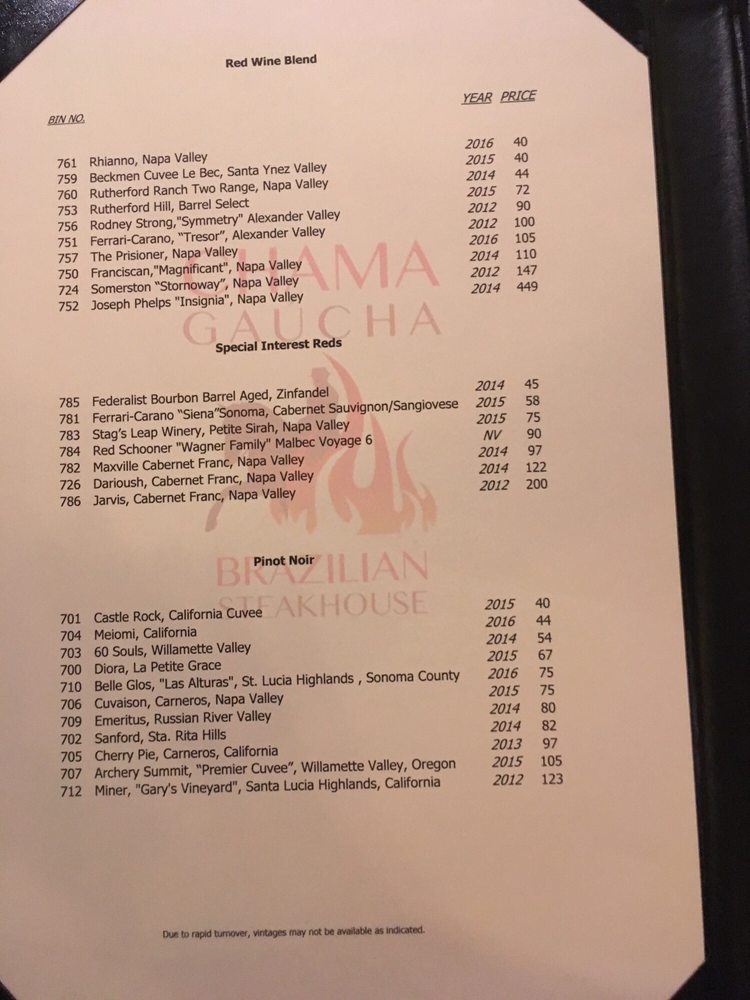 Red Wine Blend
BIN NO. YEAR PRICE
761 Rhianno, Napa Valley 2016 40
759 Beckmen Cuvee Le Bec, Santa Ynez Valley 2015 40
760 Rutherford Ranch Two Range, Napa Valley 2014 44
753 Rutherford Hill, Barrel Select 2015 72
756 Rodney Strong,"Symmetry" Alexander Valley 2012 90
751 Ferrari-Carano, "Tresor", Alexander Valley 2012 100
757 The Prisioner, Napa Valley 2016 105
750 Franciscan,"Magnificant", Napa Valley 2014 110
724 Somerston "Stornoway", Napa Valley 2012 147
752 Joseph Phelps "Insignia", Napa Valley 2014 449
CHAMA
GAUCHA
Special Interest Reds
785 Federalist Bourbon Barrel Aged, Zinfandel 2014 45
781 Ferrari-Carano "Siena"Sonoma, Cabernet Sauvignon/Sangiovese 2015 58
783 Stag's Leap Winery, Petite Sirah, Napa Valley 2015 75
784 Red Schooner "Wagner Family" Malbec Voyage 6 NV 90
782 Maxville Cabernet Franc, Napa Valley 2014 97
726 Darioush, Cabernet Franc, Napa Valley 2014 122
786 Jarvis, Cabernet Franc, Napa Valley 2012 200
Pinot Noir
BRAZILIAN
STEAKHOUSE
701 Castle Rock, California Cuvee 2015 40
704 Meiomi, California 2016 44
703 60 Souls, Willamette Valley 2014 54
700 Diora, La Petite Grace 2015 67
710 Belle Glos, "Las Alturas", St. Lucia Highlands , Sonoma County 2016 75
706 Cuvaison, Carneros, Napa Valley 2015 75
709 Emeritus, Russian River Valley 2014 80
702 Sanford, Sta. Rita Hills 2014 82
705 Cherry Pie, Carneros, California 2013 97
707 Archery Summit, "Premier Cuvee", Willamette Valley, Oregon 2015 105
712 Miner, "Gary's Vineyard", Santa Lucia Highlands, California 2012 123
Due to rapid turnover, vintages may not be available as indicated.